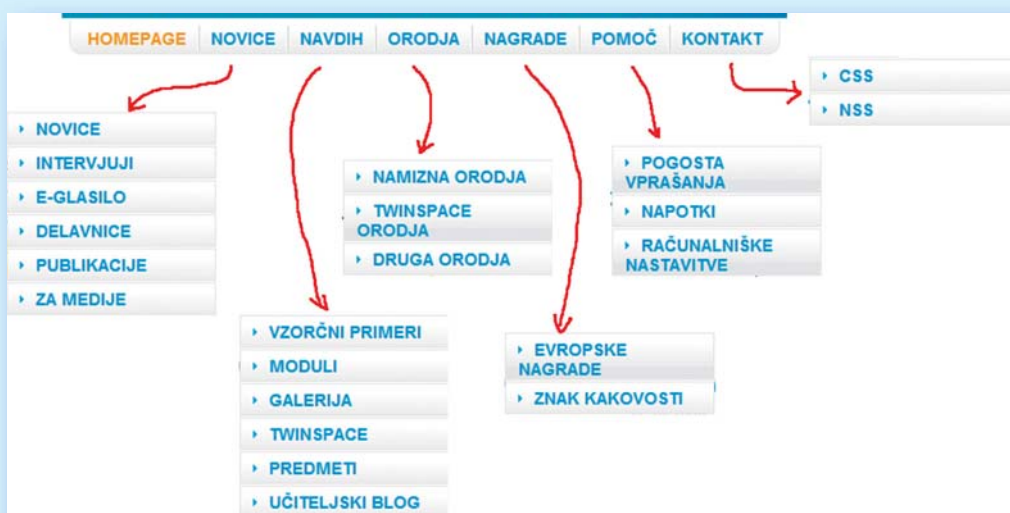 HOMEPAGE NOVICE NAVDIH ORODJA NAGRADE POMOČ KONTAKT
CSS
NSS
NOVICE
INTERVJUJI
E-GLASILO
DELAVNICE
PUBLIKACIJE
ZA MEDIJE
VZORČNI PRIMERI
MODULI
GALERIJA
TWINSPACE
PREDMETI
UČITELJSKI BLOG
NAMIZNA ORODJA
TWINSPACE
ORODJA
DRUGA ORODJA
EVROPSKE
NAGRADE
ZNAK KAKOVOSTI
POGOSTA
VPRAŠANJA
NAPOTKI
RAČUNALNIŠKE
NASTAVITVE